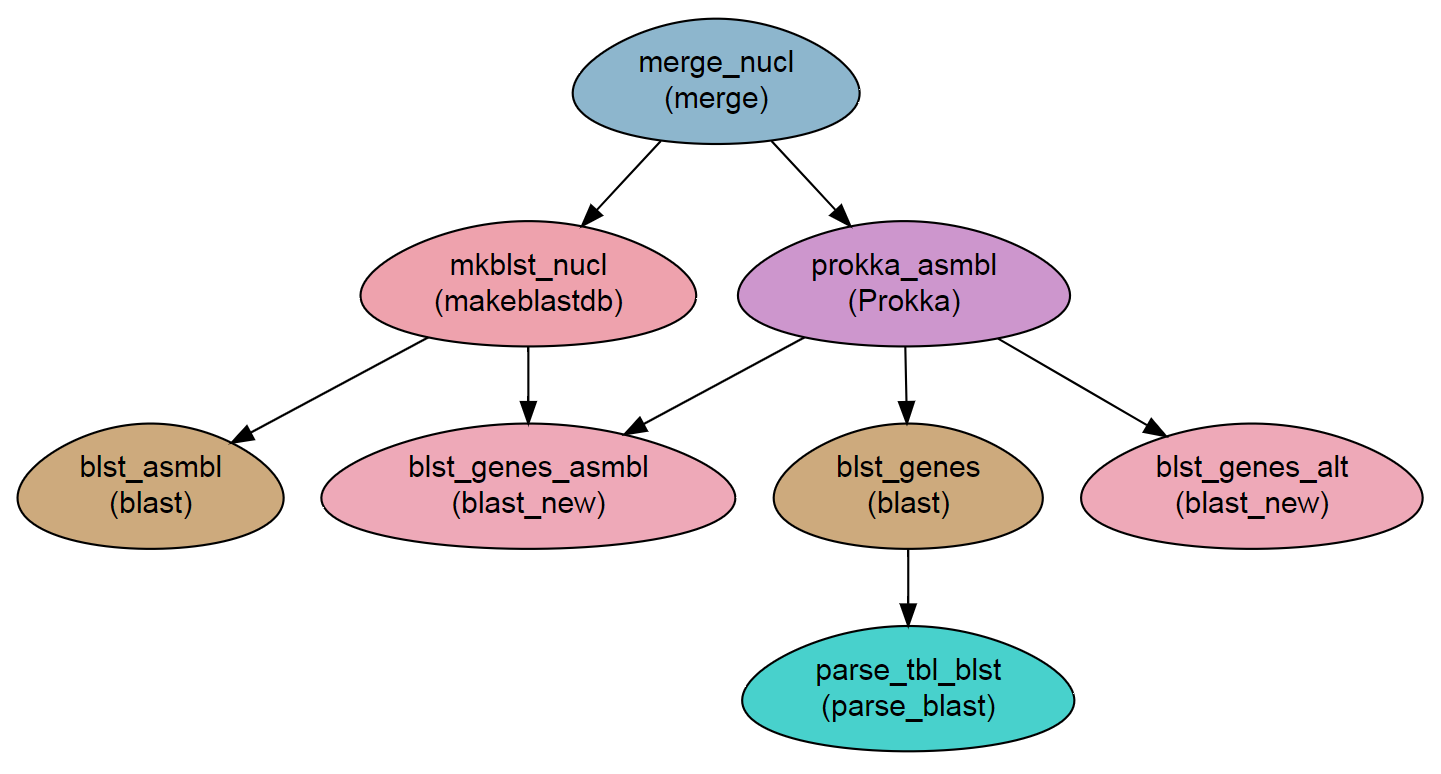 merge_nucl
(merge)
mkblst_nucl
(makeblastdb)
prokka_asmbl
(Prokka)
blst_asmbl
(blast)
blst_genes_asmbl
(blast_new)
blst_genes
(blast)
blst_genes_alt
(blast_new)
parse_tbl_blst
(parse_blast)